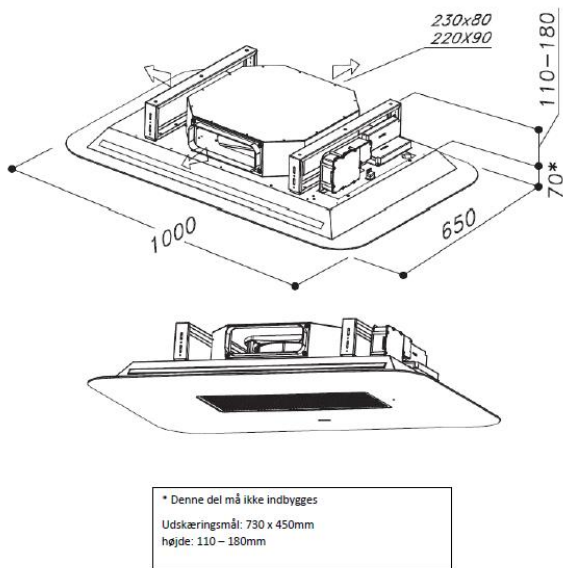 230x80
220X90
110-180
70*
1000
650
* Denne del må ikke indbygges
Udskæringsmål: 730 x 450mm
højde: 110 – 180mm